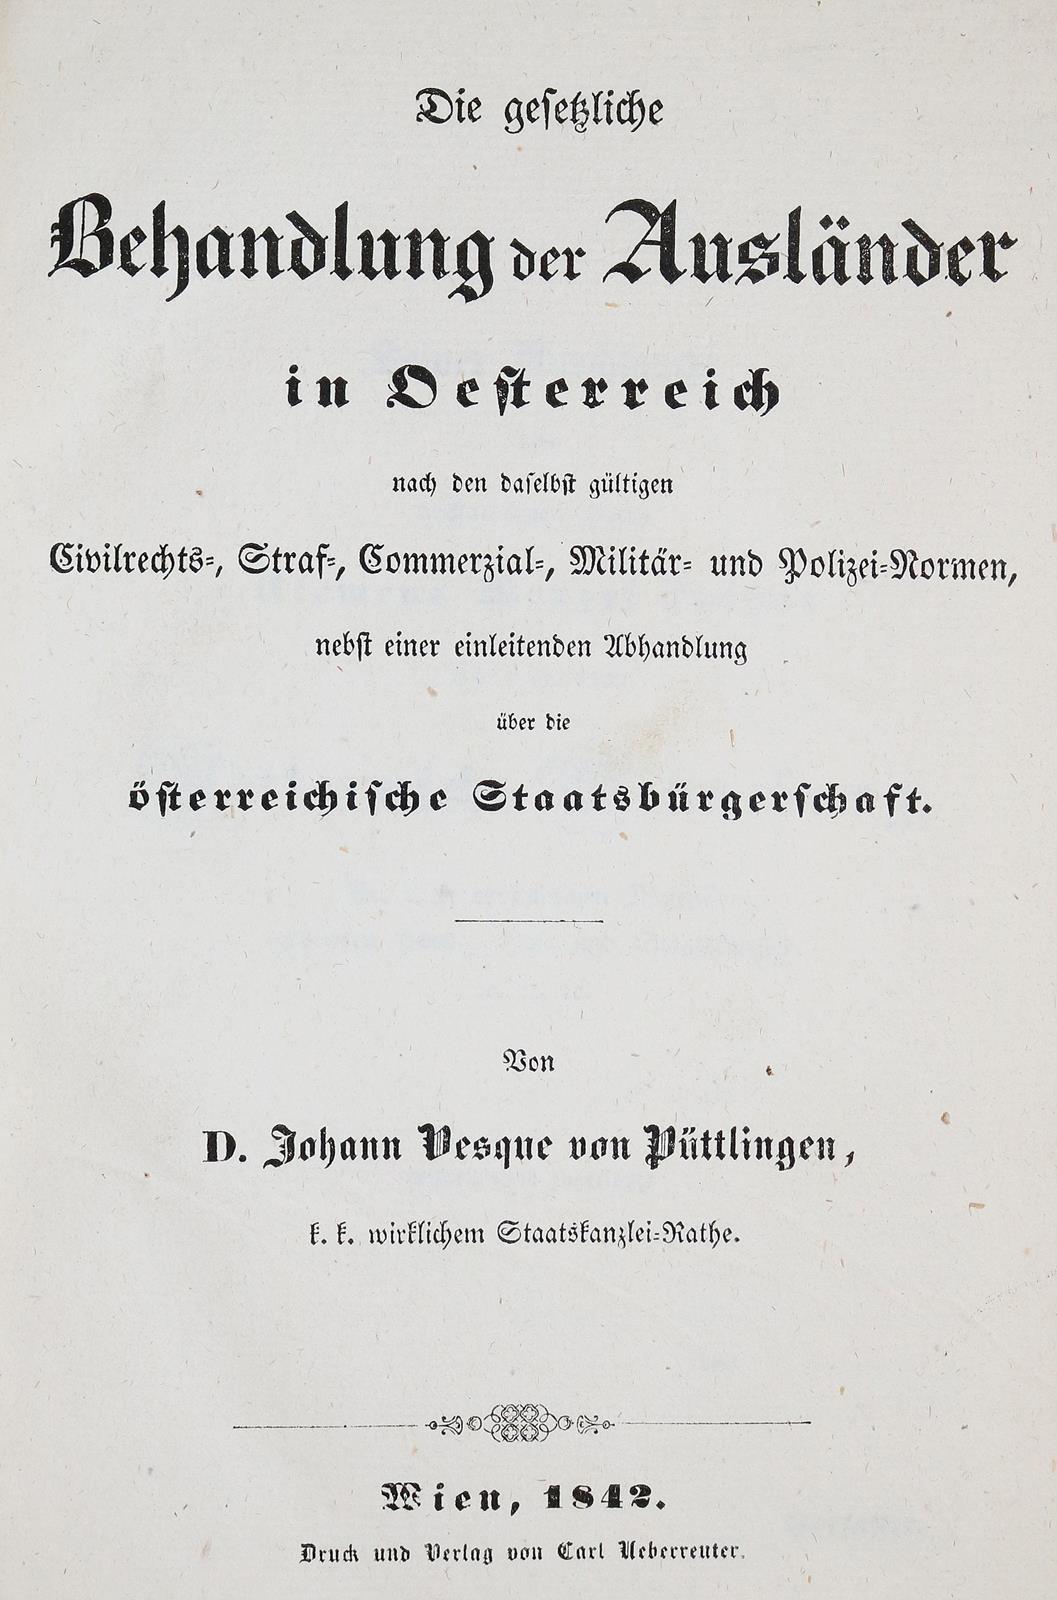 Die gesetzliche
Behandlung der Ausländer
in Oesterreich
nach den daselbst gültigen
Civilrechts-, Straf-, Commerzial-, Militär- und Polizei-Normen,
nebst einer einleitenden Abhandlung
über die
österreichische Staatsbürgerschaft.
Von
D. Johann Vesque von Püttlingen,
k. k. wirklichem Staatskanzlei-Rathe.
Wien, 1842.
Druck und Verlag von Carl Ueberreuter.